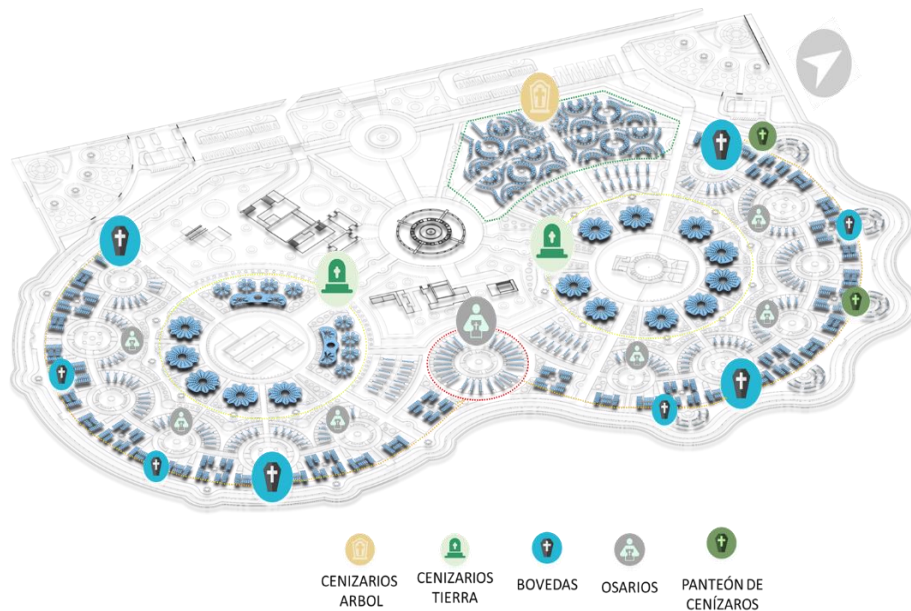 CENIZARIOS
ARBOL
CENIZARIOS
TIERRA
BOVEDAS
OSARIOS
PANTEÓN DE
CENÍZAROS